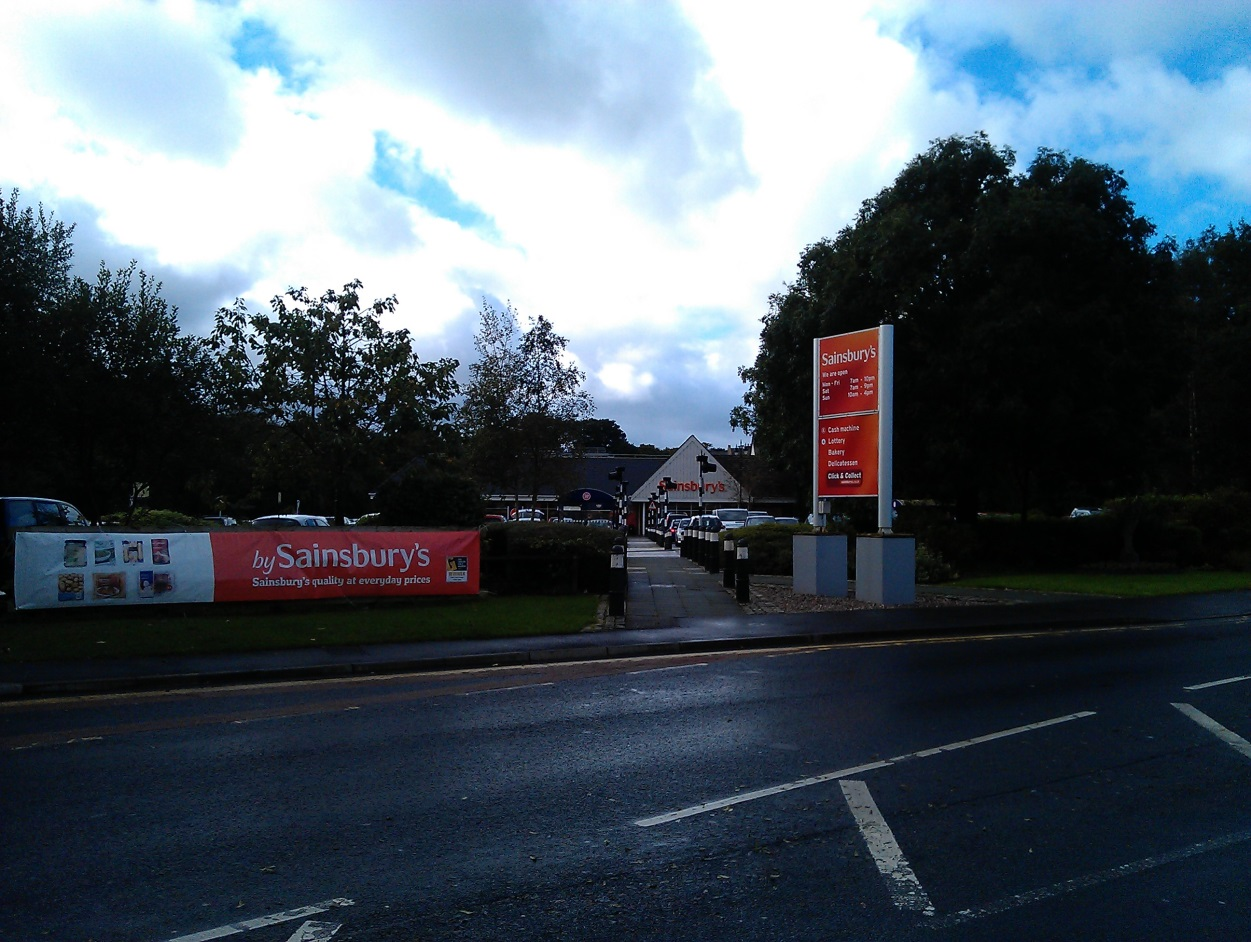 Sainsbury's
We are open
Mon - Fri 7am - 10pm
Sat 7am - 9pm
Sun 10am - 4pm
Cash machine
Lottery
Bakery
Delicatessen
Click & Collect
Sainsbury's
by Sainsbury's
Sainsbury's quality at everyday prices